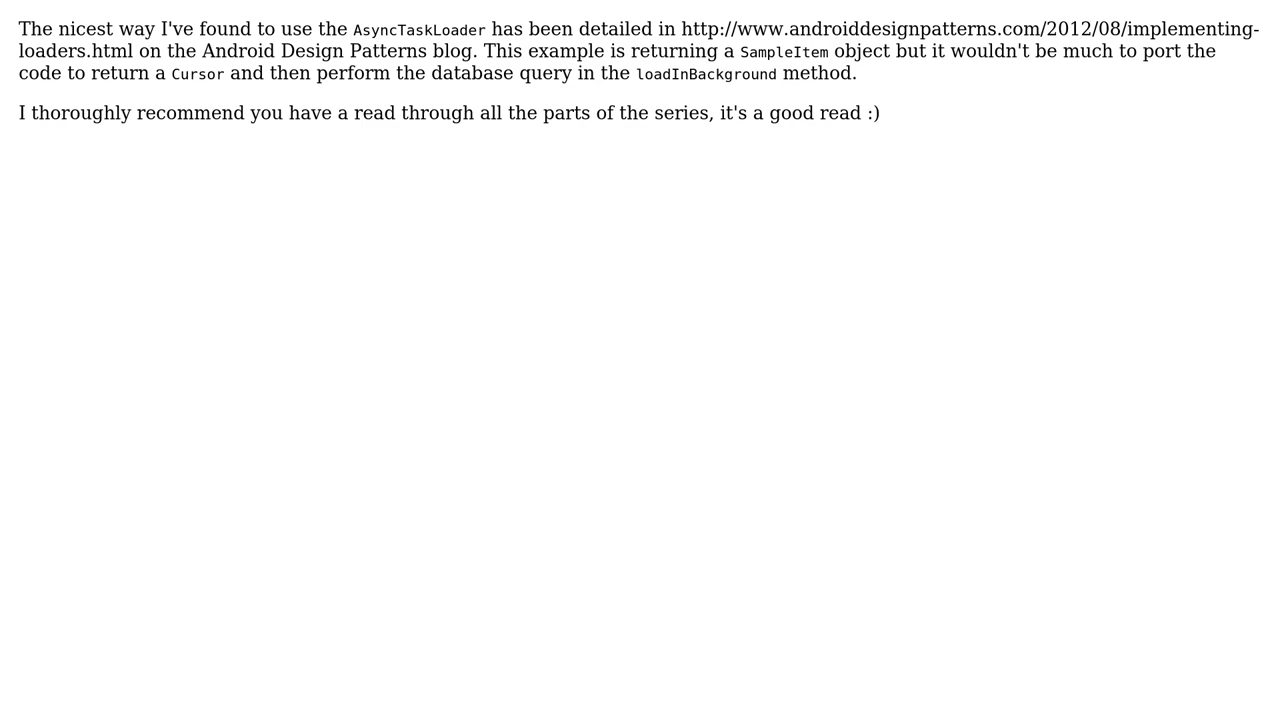 The nicest way I've found to use the AsyncTaskLoader has been detailed in http://www.androiddesignpatterns.com/2012/08/implementing-
loaders.html on the Android Design Patterns blog. This example is returning a SampleItem object but it wouldn't be much to port the
code to return a Cursor and then perform the database query in the loadInBackground method.
I thoroughly recommend you have a read through all the parts of the series, it's a good read :)